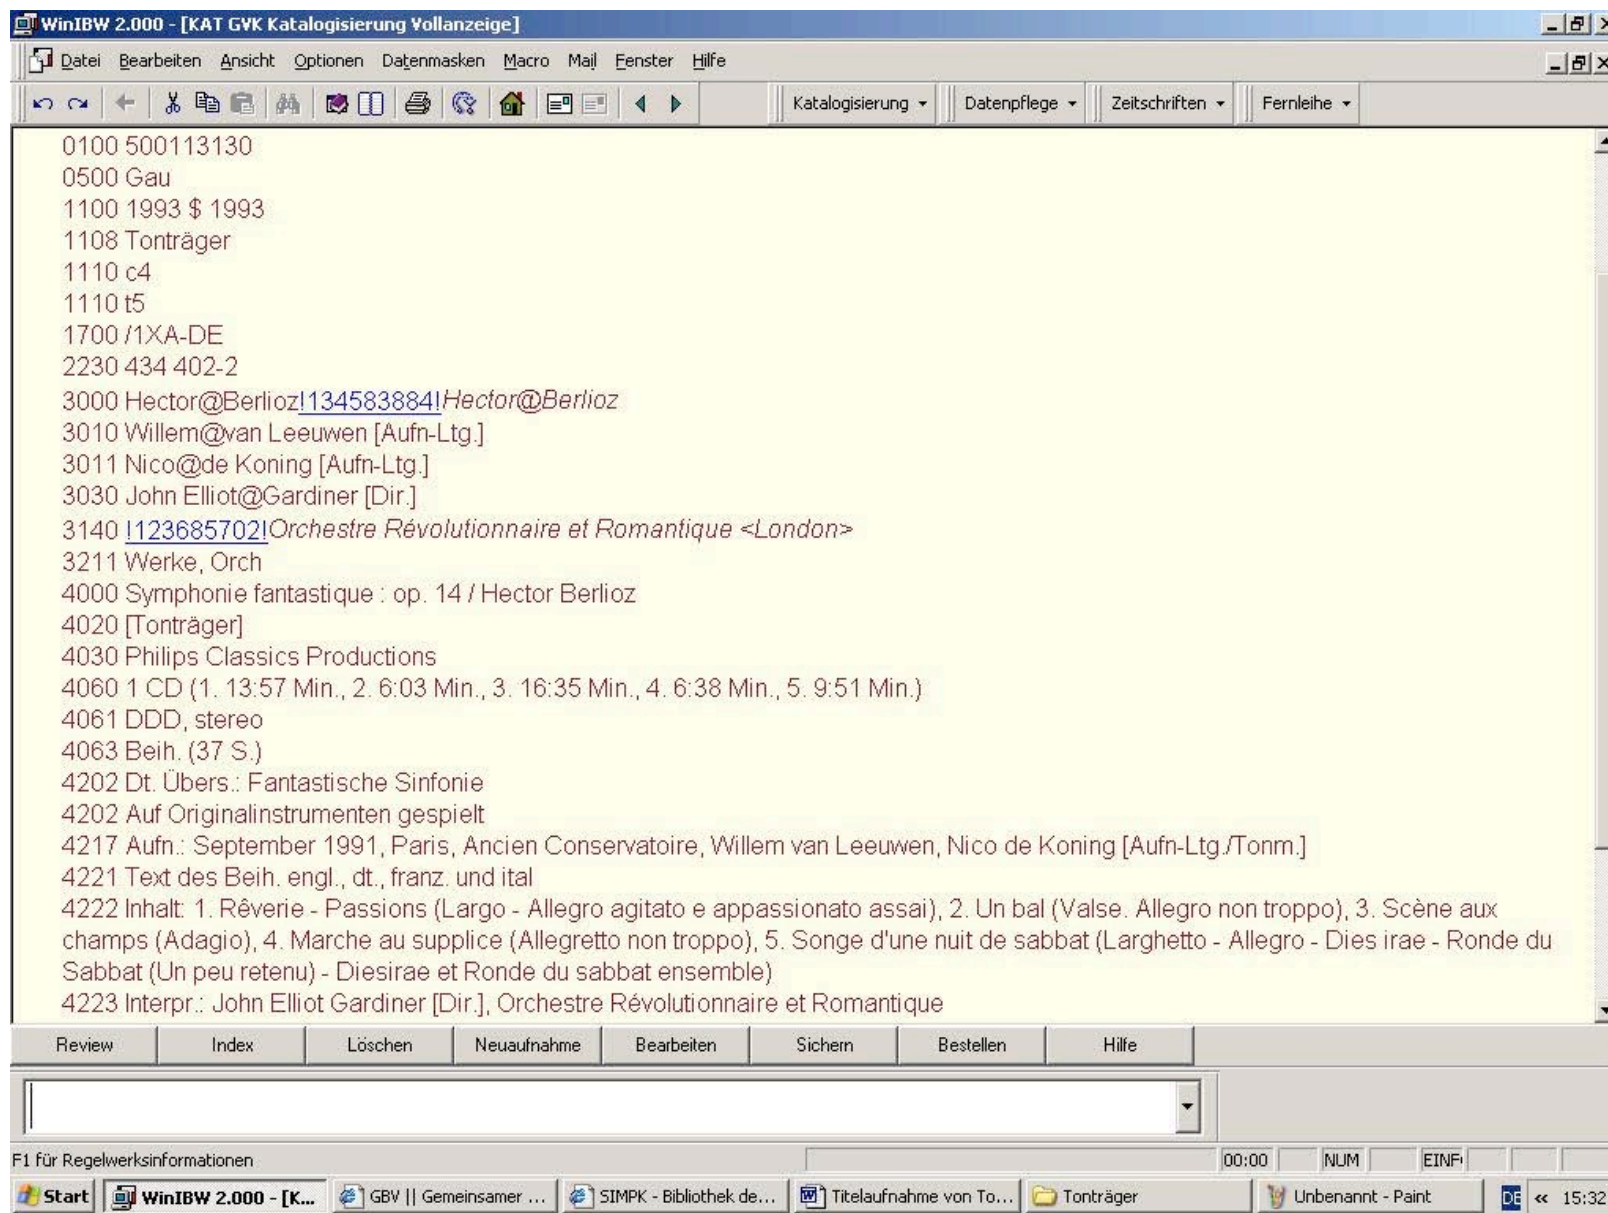 WinIBW 2.000 - [KAT GVK Katalogisierung Vollanzeige]
Datei Bearbeiten Ansicht Optionen Datenmasken Macro Mail Fenster Hilfe
Katalogisierung Datenpflege Zeitschriften Fernleihe
0100 500113130
0500 Gau
1100 1993 $ 1993
1108 Tonträger
1110 c4
1110 t5
1700 /1XA-DE
2230 434 402-2
3000 Hector@Berlioz!134583884!Hector@Berlioz
3010 Willem@van Leeuwen [Aufn-Ltg.]
3011 Nico@de Koning [Aufn-Ltg.]
3030 John Elliot@Gardiner [Dir.]
3140 !123685702!Orchestre Révolutionnaire et Romantique <London>
3211 Werke, Orch
4000 Symphonie fantastique : op. 14 / Hector Berlioz
4020 [Tonträger]
4030 Philips Classics Productions
4060 1 CD (1. 13:57 Min., 2. 6:03 Min., 3. 16:35 Min., 4. 6:38 Min., 5. 9:51 Min.)
4061 DDD, stereo
4063 Beih. (37 S.)
4202 Dt. Übers.: Fantastische Sinfonie
4202 Auf Originalinstrumenten gespielt
4217 Aufn.: September 1991, Paris, Ancien Conservatoire, Willem van Leeuwen, Nico de Koning [Aufn-Ltg./Tonm.]
4221 Text des Beih. engl., dt., franz. und ital
4222 Inhalt: 1. Rêverie - Passions (Largo - Allegro agitato e appassionato assai), 2. Un bal (Valse. Allegro non troppo), 3. Scène aux
champs (Adagio), 4. Marche au supplice (Allegretto non troppo), 5. Songe d'une nuit de sabbat (Larghetto - Allegro - Dies irae - Ronde du
Sabbat (Un peu retenu) - Diesirae et Ronde du sabbat ensemble)
4223 Interpr.: John Elliot Gardiner [Dir.], Orchestre Révolutionnaire et Romantique
Review Index Löschen Neuaufnahme Bearbeiten Sichern Bestellen Hilfe
F1 für Regelwerksinformationen 00:00 NUM EINF
Start WinIBW 2.000 - [K... GBV || Gemeinsamer ... SIMPK - Bibliothek de... Titelaufnahme von To... Tonträger Unbenannt - Paint DE « 15:32